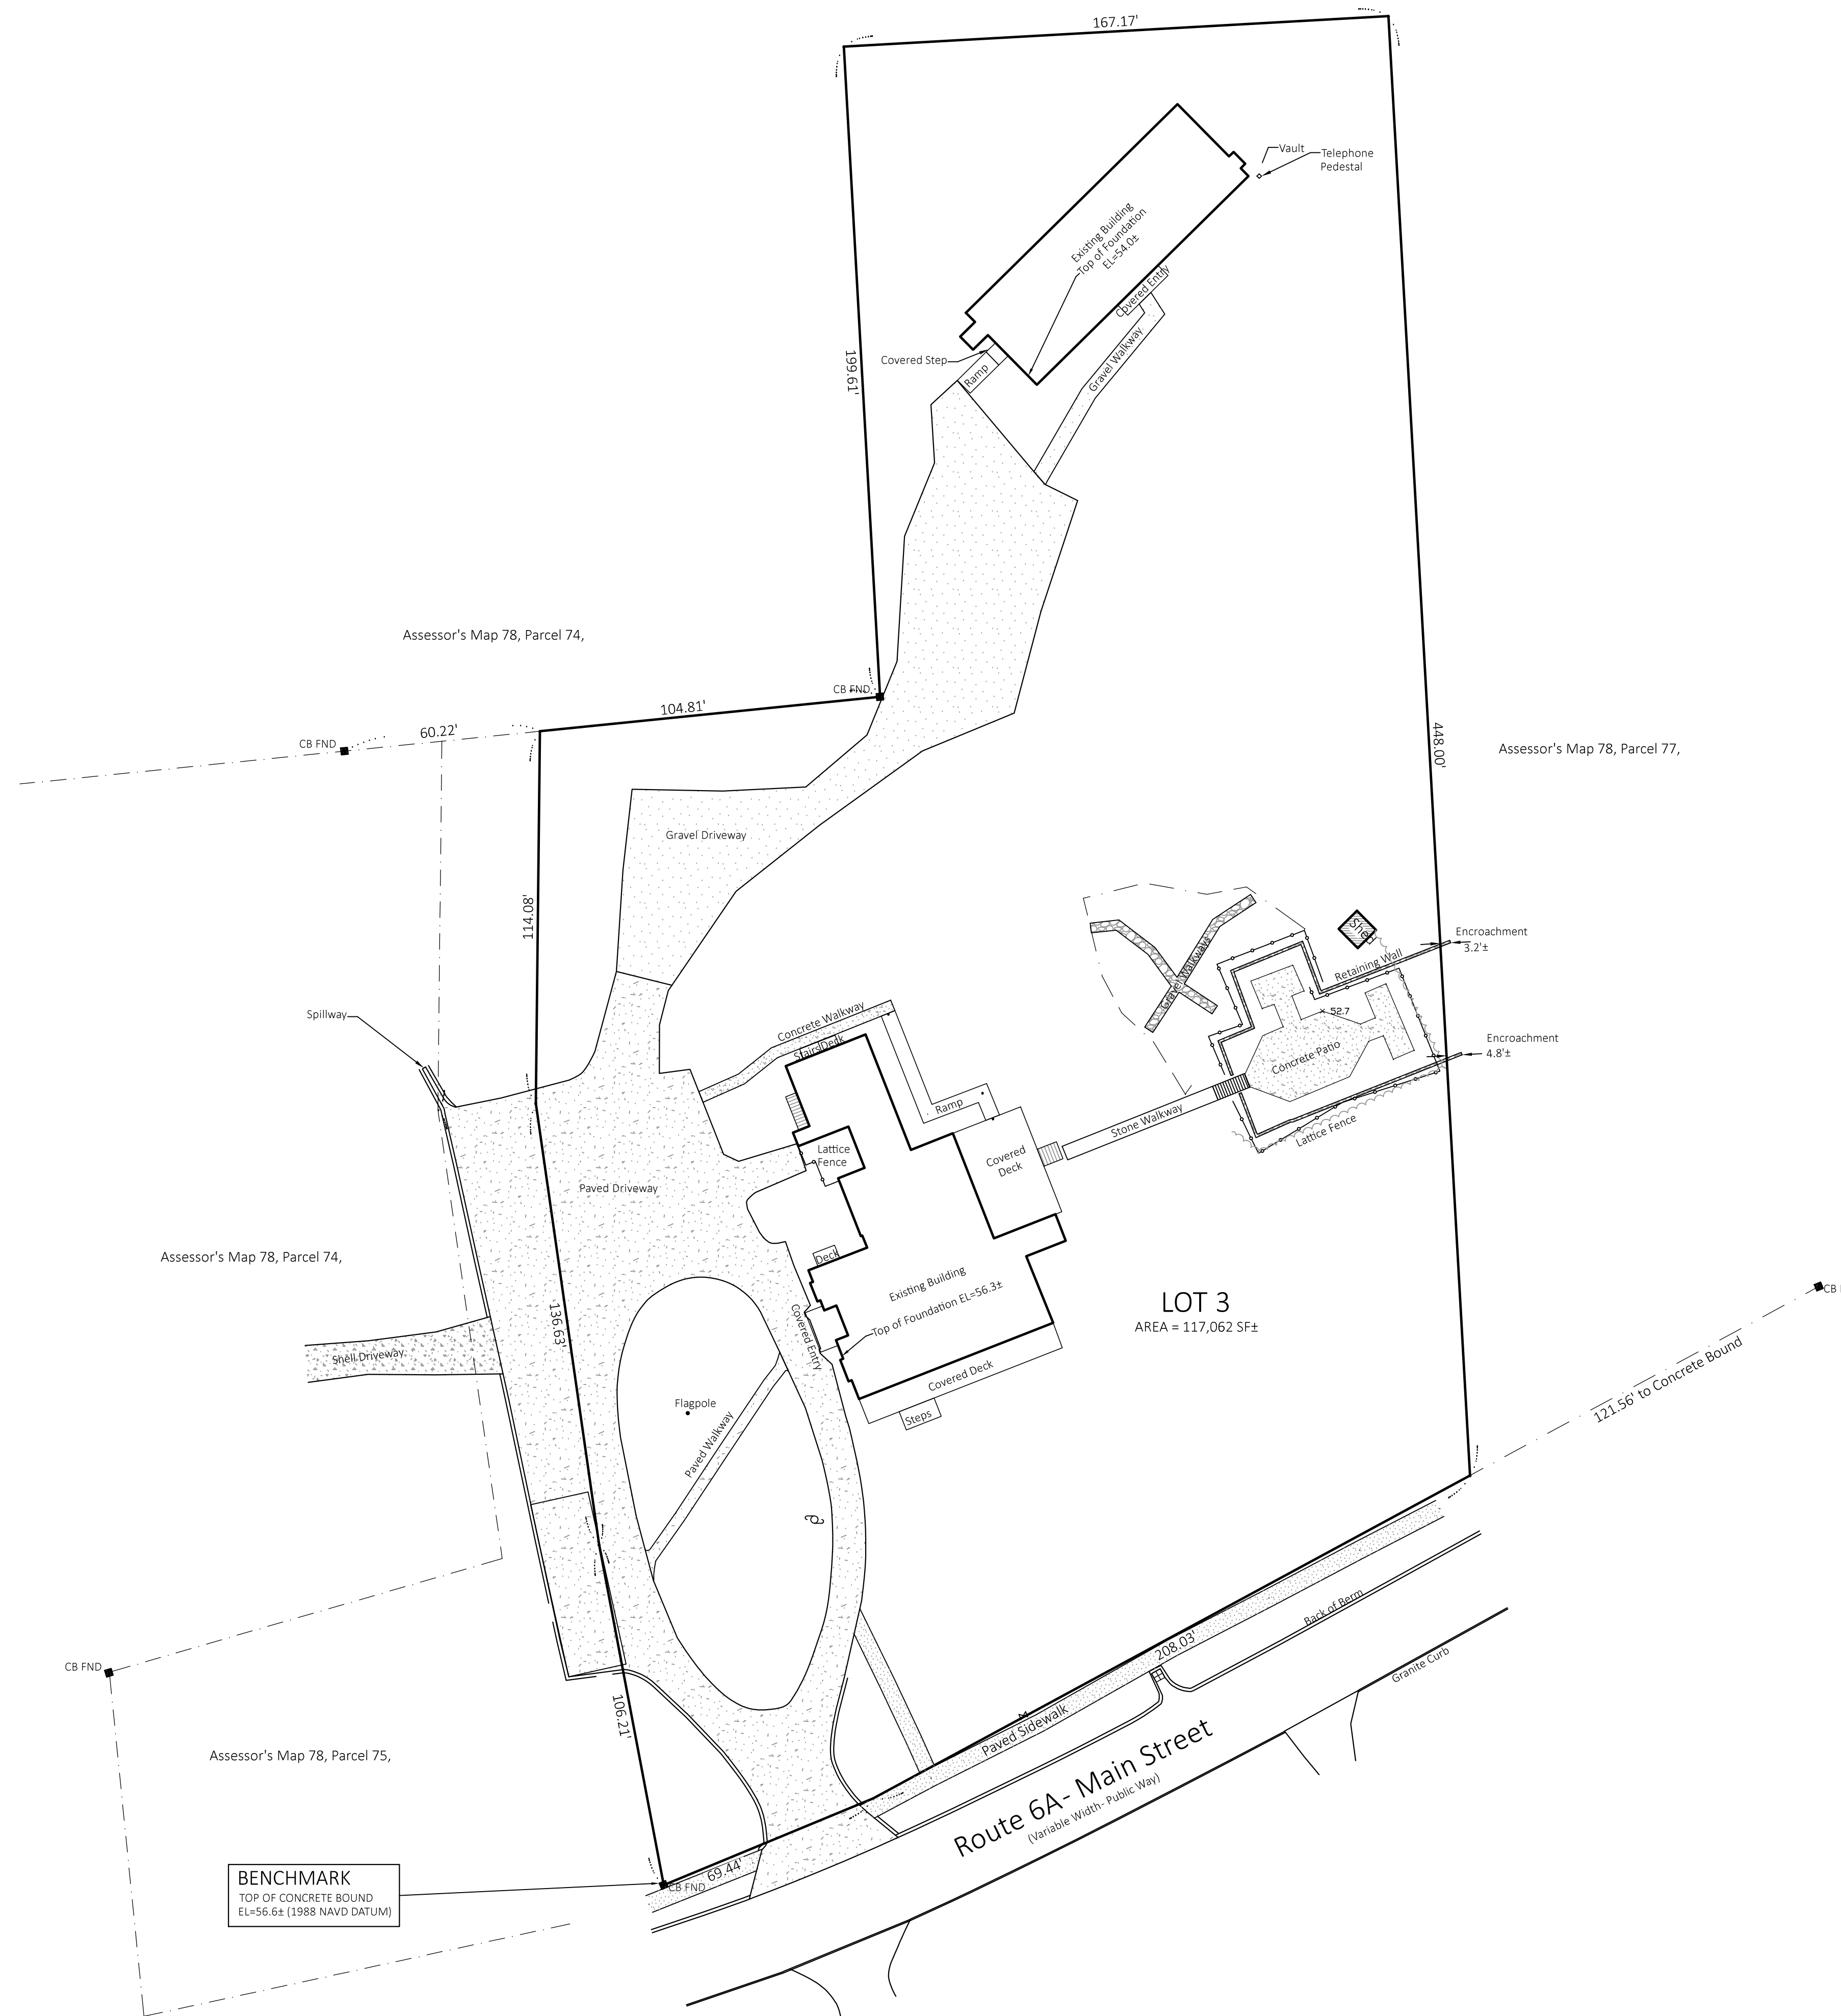 167.17'
Vault
Telephone
Pedestal
Existing Building
Top of Foundation
EL=54.0±
Covered Entry
199.61'
Covered Step
Ramp
Gravel Walkway
Assessor's Map 78, Parcel 74,
CB FND
104.81'
60.22'
CB FND
448.00'
Assessor's Map 78, Parcel 77,
Gravel Driveway
114.08'
Shed
Encroachment
3.2'±
Retaining Wall
Gravel Walkways
Spillway
Concrete Walkway
52.7
Stairs
Deck
Encroachment
4.8'±
Concrete Patio
Ramp
Stone Walkway
Lattice Fence
Lattice
Fence
Covered
Deck
Paved Driveway
Assessor's Map 78, Parcel 74,
Deck
Existing Building
Top of Foundation EL=56.3±
CB
LOT 3
AREA = 117,062 SF±
136.63'
Covered Entry
Shell Driveway
Covered Deck
121.56' to Concrete Bound
Flagpole
Steps
Paved Walkway
Back of Berm
208.03'
Granite Curb
CB FND
106.21'
Paved Sidewalk
Assessor's Map 78, Parcel 75,
Route 6A- Main Street
(Variable Width- Public Way)
69.44'
BENCHMARK
TOP OF CONCRETE BOUND
EL=56.6± (1988 NAVD DATUM)
CB FND